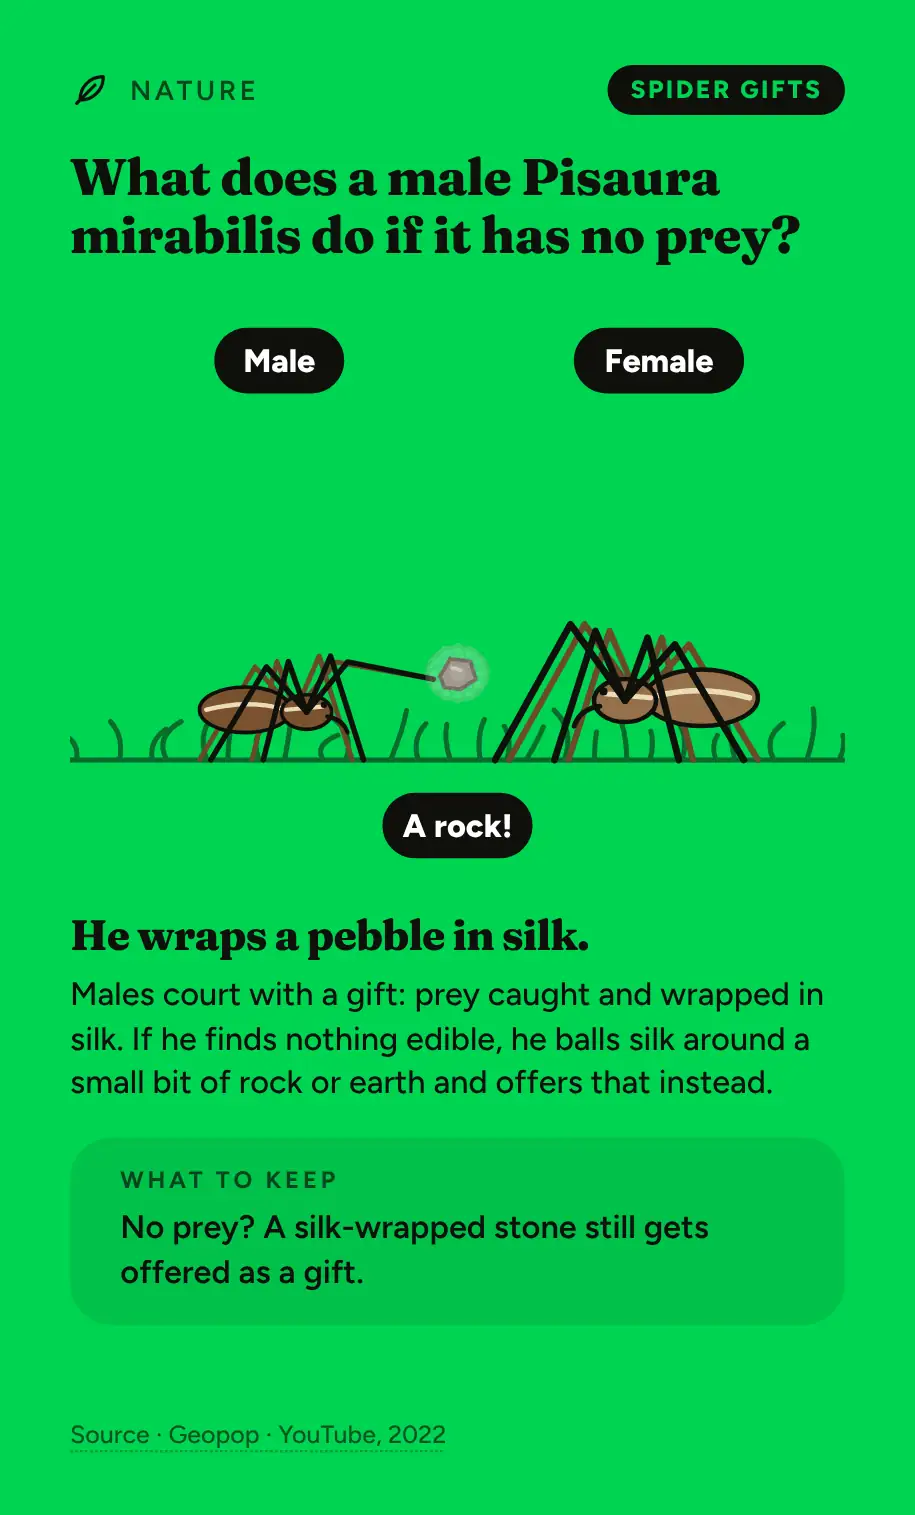 NATURE
SPIDER GIFTS
What does a male Pisaura
mirabilis do if it has no prey?
Male
Female
A rock!
He wraps a pebble in silk.
Males court with a gift: prey caught and wrapped in
silk. If he finds nothing edible, he balls silk around a
small bit of rock or earth and offers that instead.
WHAT TO KEEP
No prey? A silk-wrapped stone still gets
offered as a gift.
Source · Geopop · YouTube, 2022